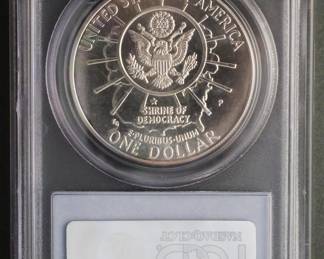 UNITED STATES OF AMERICA
SHRINE OF
DEMOCRACY
E·PLURIBUS·UNUM
ONE DOLLAR
P